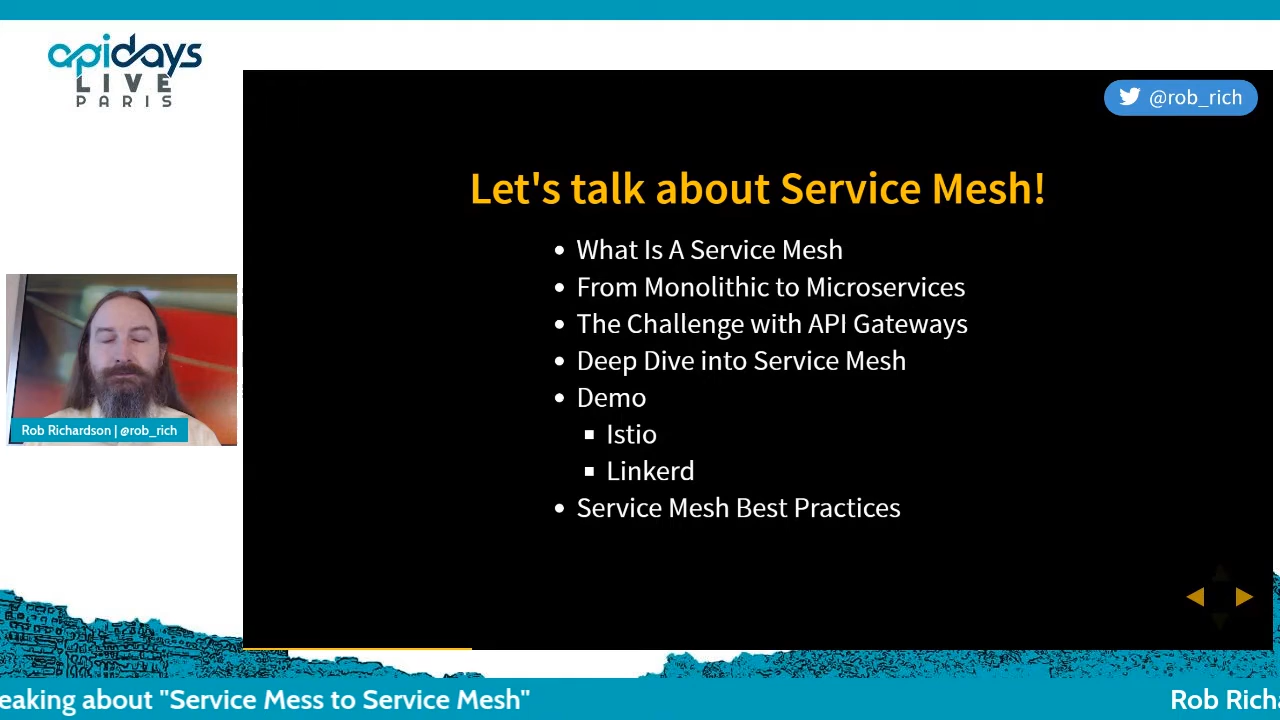 apidays
LIVE
PARIS
@rob_rich
Let's talk about Service Mesh!
What Is A Service Mesh
From Monolithic to Microservices
The Challenge with API Gateways
Deep Dive into Service Mesh
Demo
Istio
Linkerd
Service Mesh Best Practices
Rob Richardson | @rob_rich
eaking about "Service Mess to Service Mesh"
Rob Richa